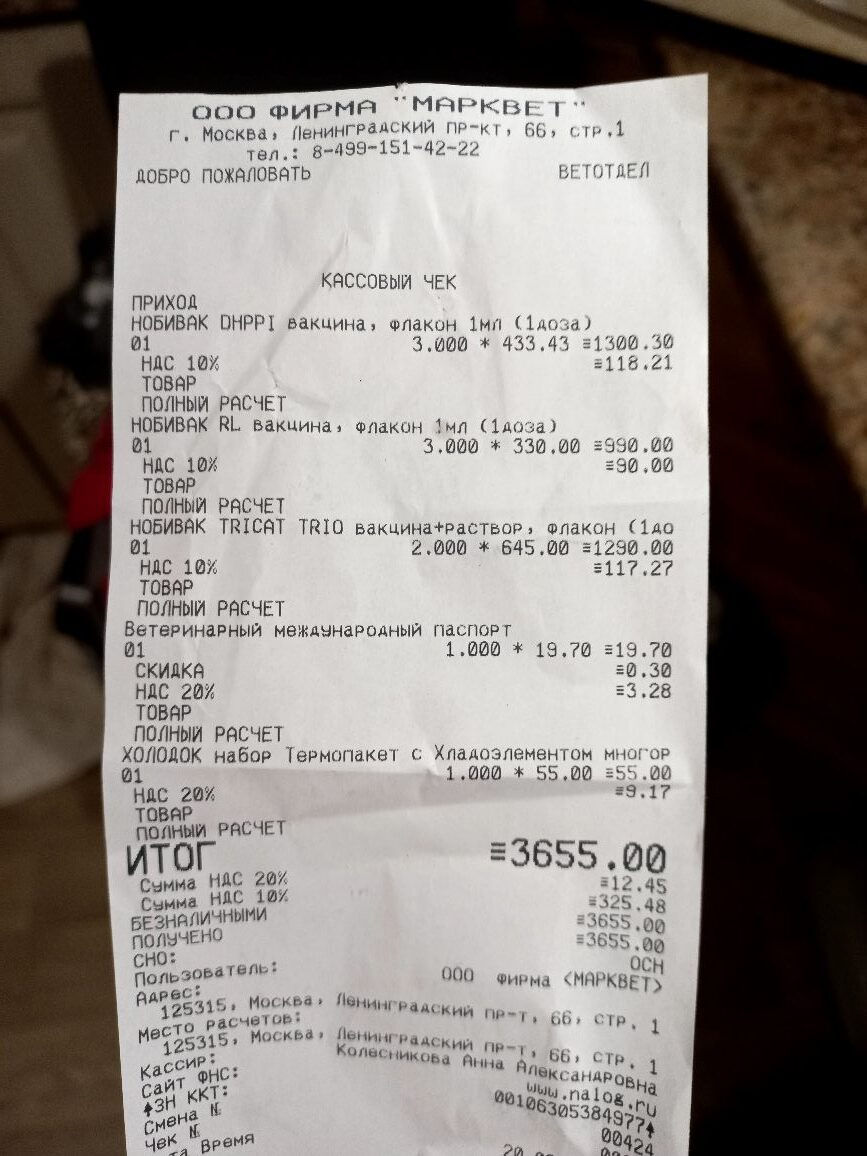 ООО ФИРМА "МАРКВЕТ"
г. Москва, Ленинградский пр-кт, 66, стр.1
тел.: 8-499-151-42-22
ДОБРО ПОЖАЛОВАТЬ ВЕТОТДЕЛ
КАССОВЫЙ ЧЕК
ПРИХОД
НОБИВАК DHPPI вакцина, флакон 1мл (1доза)
01 3.000 * 433.43 ≡1300.30
НДС 10% ≡118.21
ТОВАР
ПОЛНЫЙ РАСЧЕТ
НОБИВАК RL вакцина, флакон 1мл (1доза)
01 3.000 * 330.00 ≡990.00
НДС 10% ≡90.00
ТОВАР
ПОЛНЫЙ РАСЧЕТ
НОБИВАК TRICAT TRIO вакцина+раствор, флакон (1до
01 2.000 * 645.00 ≡1290.00
НДС 10% ≡117.27
ТОВАР
ПОЛНЫЙ РАСЧЕТ
Ветеринарный международный паспорт
01 1.000 * 19.70 ≡19.70
СКИДКА ≡0.30
НДС 20% ≡3.28
ТОВАР
ПОЛНЫЙ РАСЧЕТ
ХОЛОДОК набор Термопакет с Хладоэлементом многор
01 1.000 * 55.00 ≡55.00
НДС 20% ≡9.17
ТОВАР
ПОЛНЫЙ РАСЧЕТ
ИТОГ ≡3655.00
Сумма НДС 20% ≡12.45
Сумма НДС 10% ≡325.48
БЕЗНАЛИЧНЫМИ ≡3655.00
ПОЛУЧЕНО ≡3655.00
СНО: ОСН
Пользователь: ООО фирма <МАРКВЕТ>
Адрес:
125315, Москва, Ленинградский пр-т, 66, стр. 1
Место расчетов:
125315, Москва, Ленинградский пр-т, 66, стр. 1
Кассир: Колесникова Анна Александровна
Сайт ФНС: www.nalog.ru
ЗН ККТ: 00106305384977
Смена № 00424
Чек №
Время